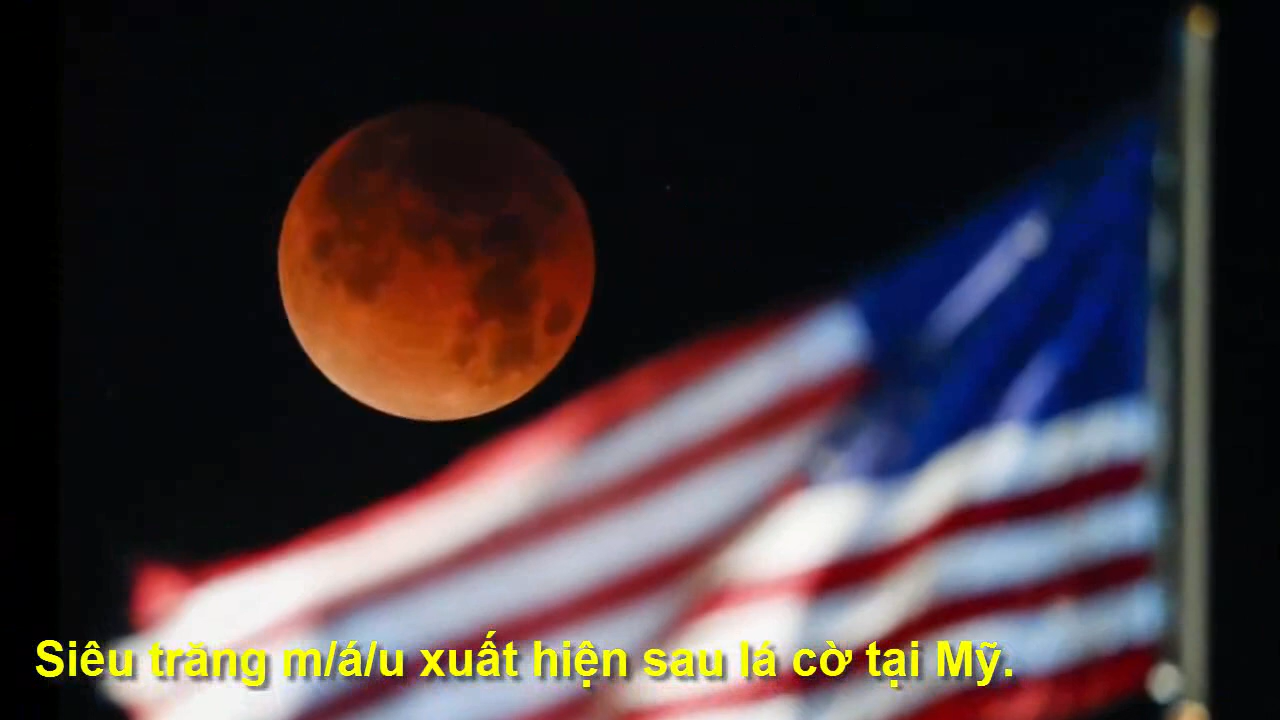 Siêu trăng m/á/u xuất hiện sau lá cờ tại Mỹ.